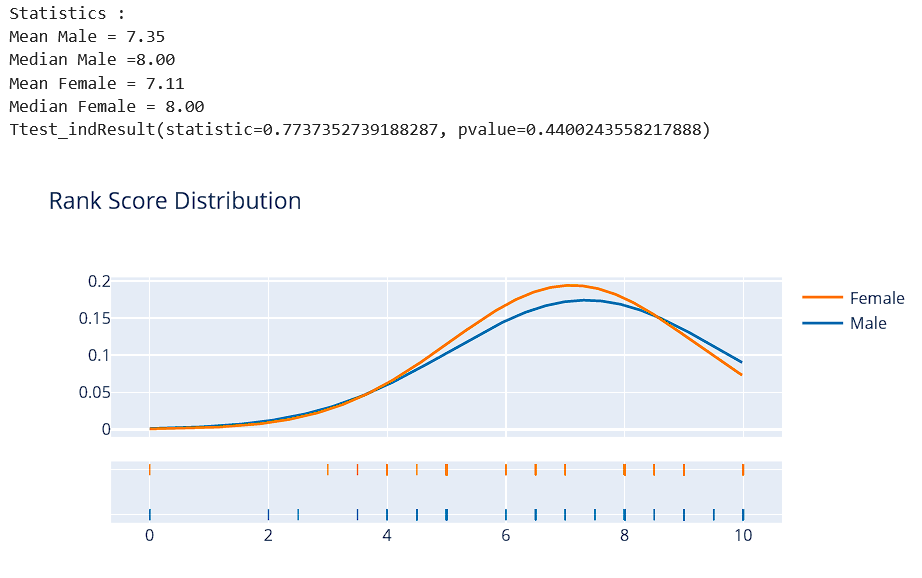 Statistics :
Mean Male = 7.35
Median Male =8.00
Mean Female = 7.11
Median Female = 8.00
Ttest_indResult(statistic=0.7737352739188287, pvalue=0.4400243558217888)
Rank Score Distribution
0.2
0.15
0.1
0.05
0
Female
Male
0 2 4 6 8 10